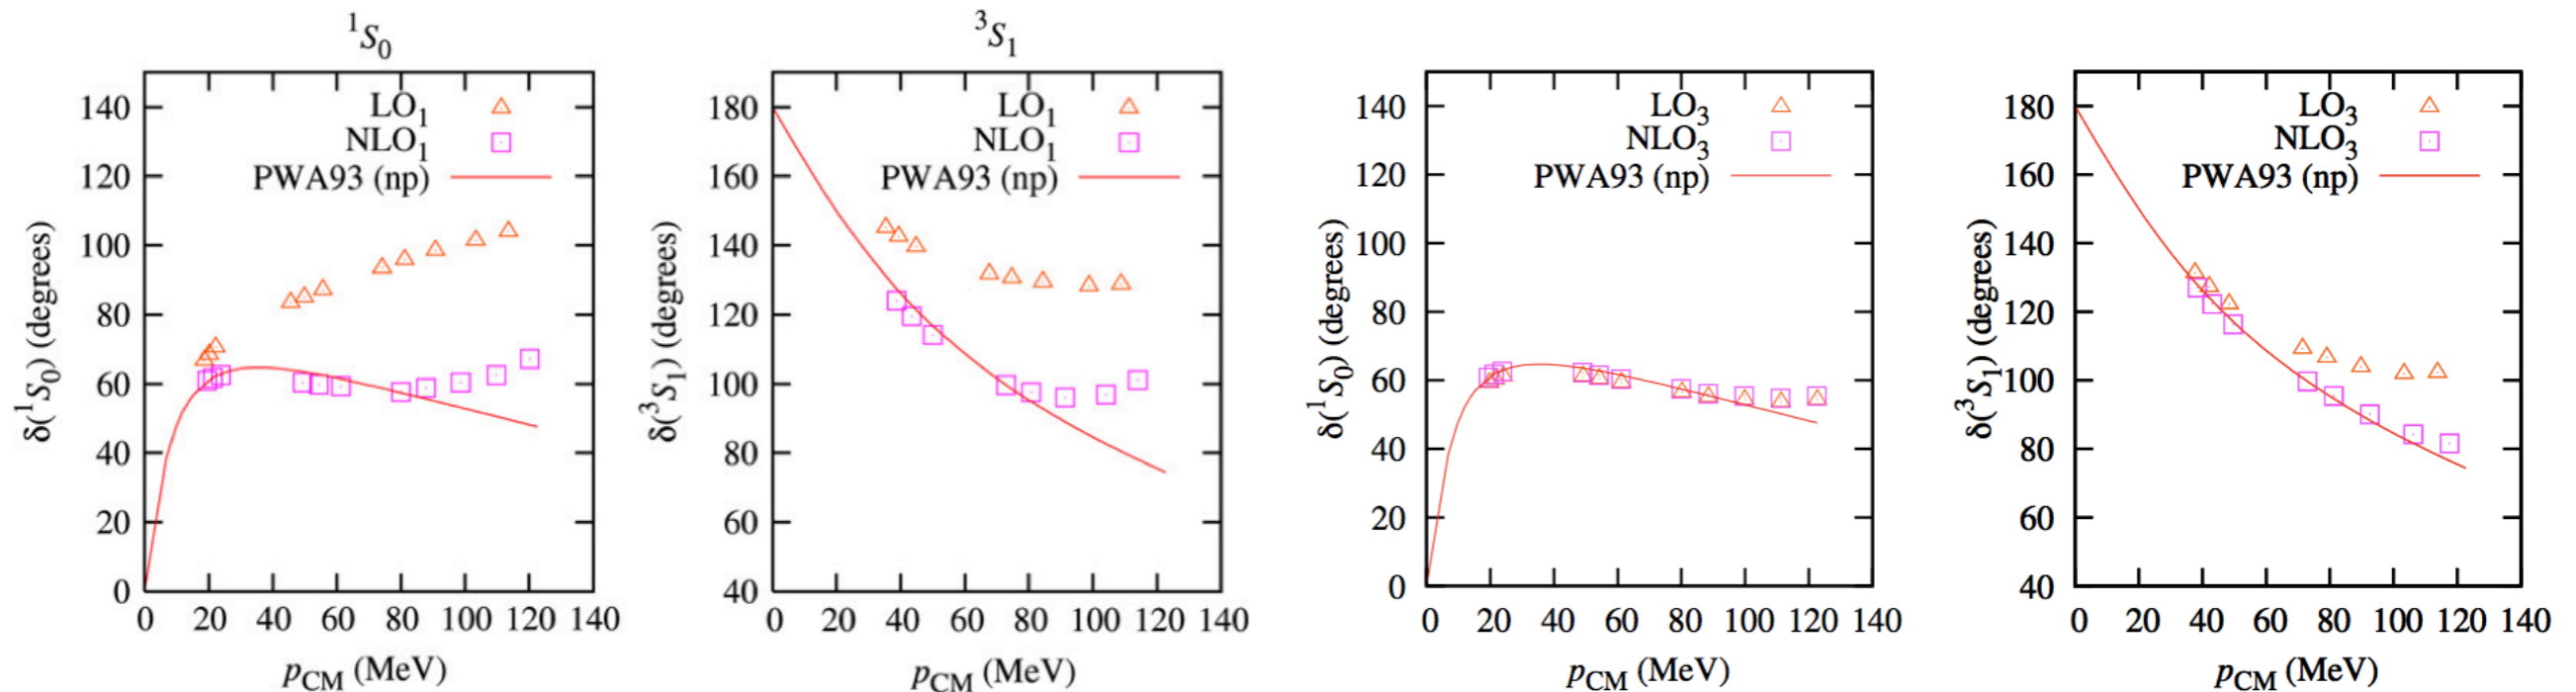 ¹S₀
140
120
100
80
60
40
20
0
0 20 40 60 80 100 120 140
δ(¹S₀) (degrees)
p_CM (MeV)
LO₁
NLO₁
PWA93 (np)
³S₁
180
160
140
120
100
80
60
40
0 20 40 60 80 100 120 140
δ(³S₁) (degrees)
p_CM (MeV)
LO₁
NLO₁
PWA93 (np)
140
120
100
80
60
40
20
0
0 20 40 60 80 100 120 140
δ(¹S₀) (degrees)
p_CM (MeV)
LO₃
NLO₃
PWA93 (np)
180
160
140
120
100
80
60
40
0 20 40 60 80 100 120 140
δ(³S₁) (degrees)
p_CM (MeV)
LO₃
NLO₃
PWA93 (np)